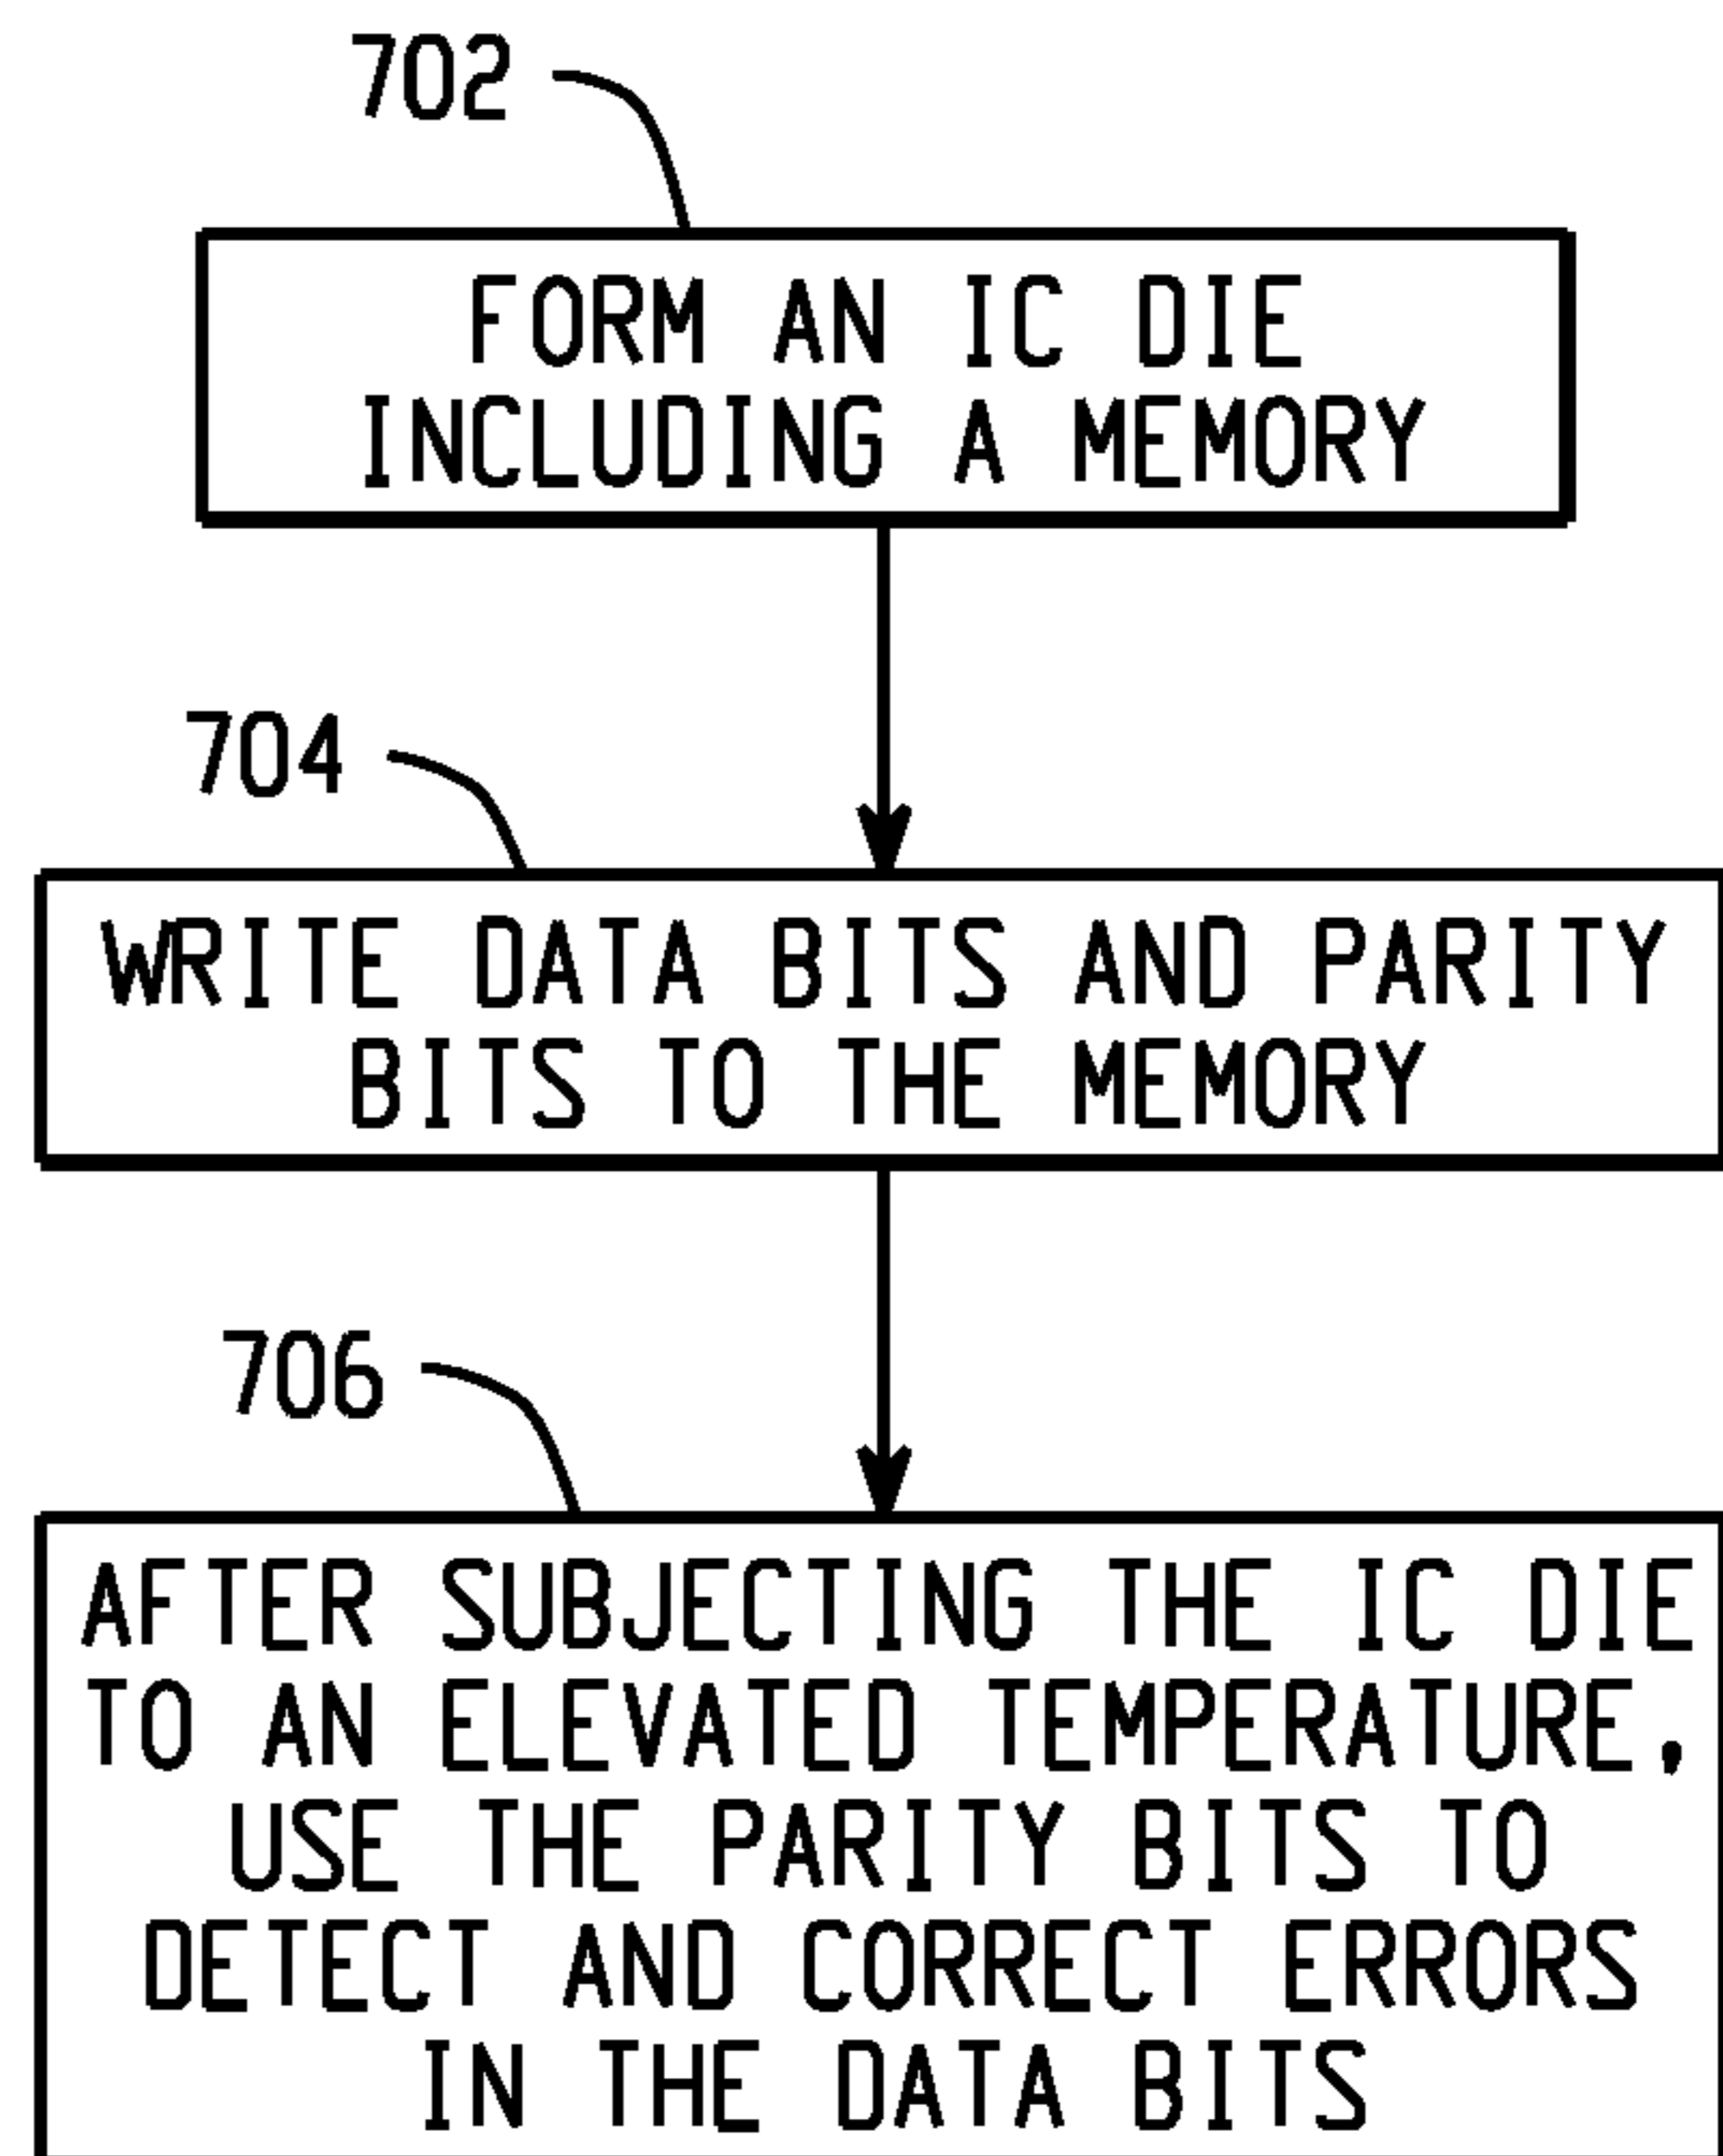 702
FORM AN IC DIE
INCLUDING A MEMORY
704
WRITE DATA BITS AND PARITY
BITS TO THE MEMORY
706
AFTER SUBJECTING THE IC DIE
TO AN ELEVATED TEMPERATURE,
USE THE PARITY BITS TO
DETECT AND CORRECT ERRORS
IN THE DATA BITS